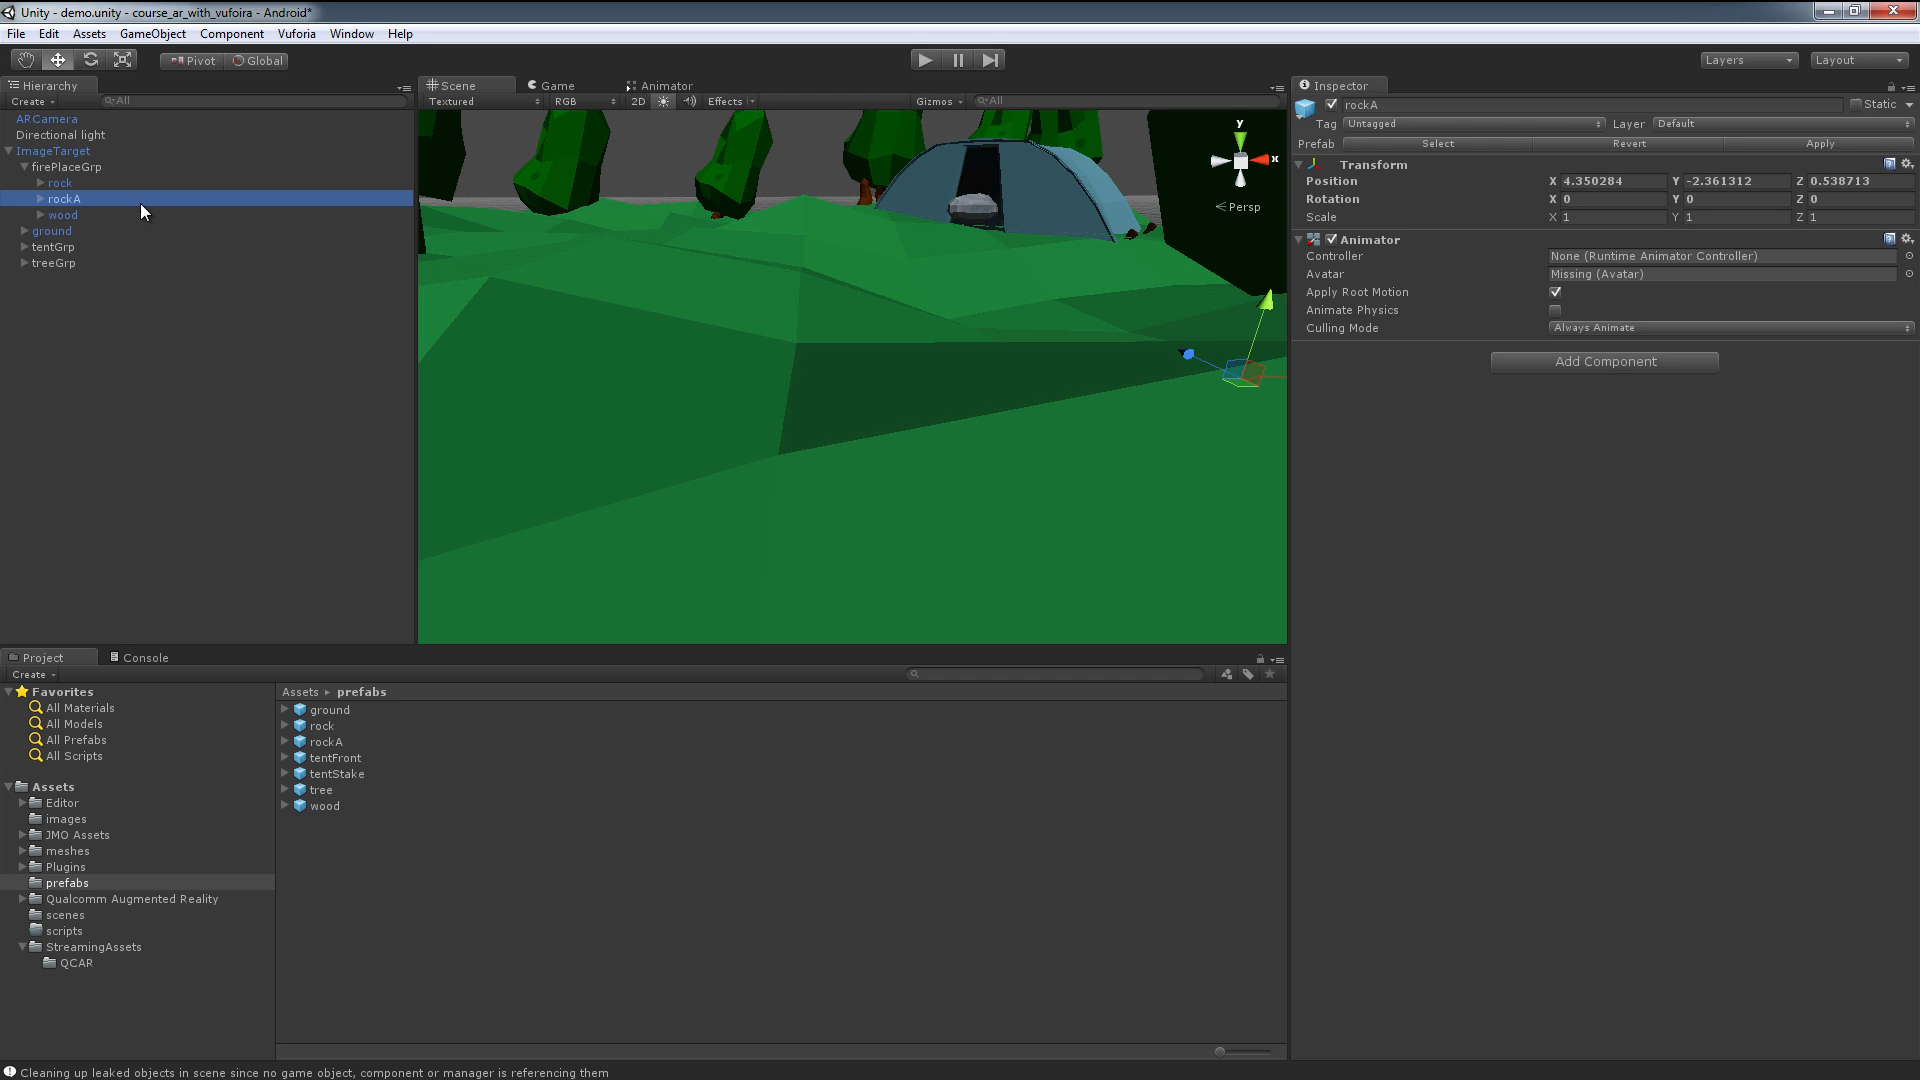 Unity - demo.unity - course_ar_with_vufoira - Android*
File Edit Assets GameObject Component Vuforia Window Help
Pivot Global Layers Layout
Hierarchy
Create All
ARCamera
Directional light
ImageTarget
firePlaceGrp
rock
rockA
wood
ground
tentGrp
treeGrp
Scene Game Animator
Textured RGB 2D Effects Gizmos All
y
x
Persp
Inspector
rockA Static
Tag Untagged Layer Default
Prefab Select Revert Apply
Transform
Position X 4.350284 Y -2.361312 Z 0.538713
Rotation X 0 Y 0 Z 0
Scale X 1 Y 1 Z 1
Animator
Controller None (Runtime Animator Controller)
Avatar Missing (Avatar)
Apply Root Motion
Animate Physics
Culling Mode Always Animate
Add Component
Project Console
Create
Favorites
All Materials
All Models
All Prefabs
All Scripts
Assets
Editor
images
JMO Assets
meshes
Plugins
prefabs
Qualcomm Augmented Reality
scenes
scripts
StreamingAssets
QCAR
Assets prefabs
ground
rock
rockA
tentFront
tentStake
tree
wood
Cleaning up leaked objects in scene since no game object, component or manager is referencing them